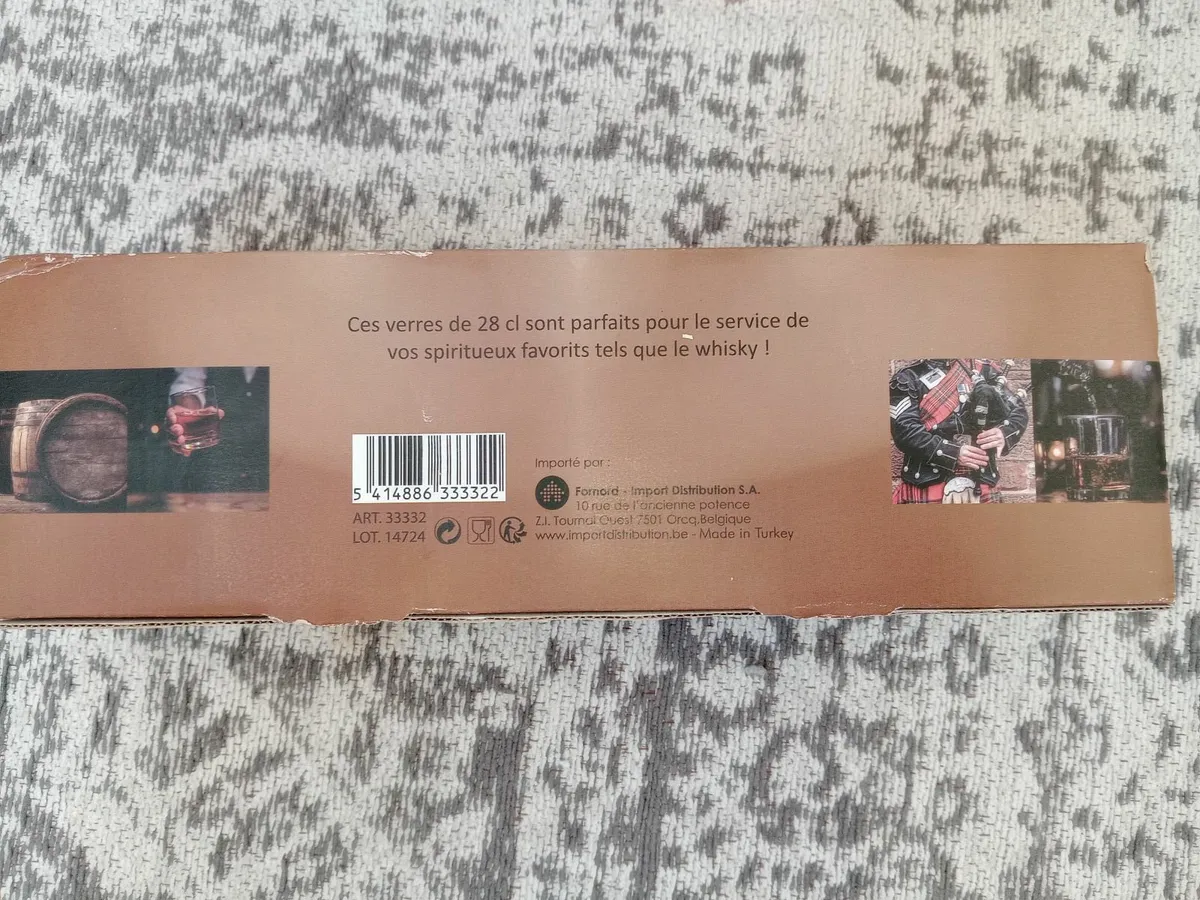 Ces verres de 28 cl sont parfaits pour le service de
vos spiritueux favorits tels que le whisky !
5 414886 333322
ART. 33332
LOT. 14724
Importé par :
Fornord - Import Distribution S.A.
10 rue de l'ancienne potence
Z.I. Tournai Ouest 7501 Orcq.Belgique
www.importdistribution.be - Made in Turkey